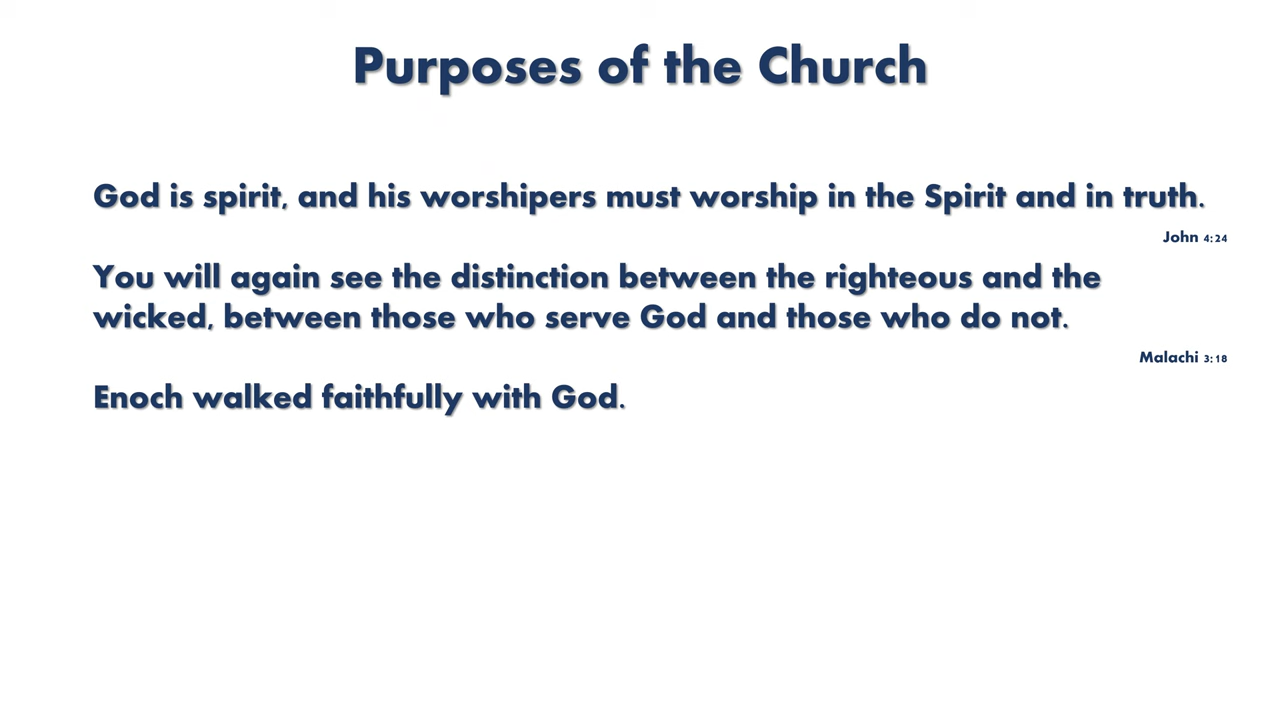 Purposes of the Church
God is spirit, and his worshipers must worship in the Spirit and in truth.
John 4:24
You will again see the distinction between the righteous and the
wicked, between those who serve God and those who do not.
Malachi 3:18
Enoch walked faithfully with God.